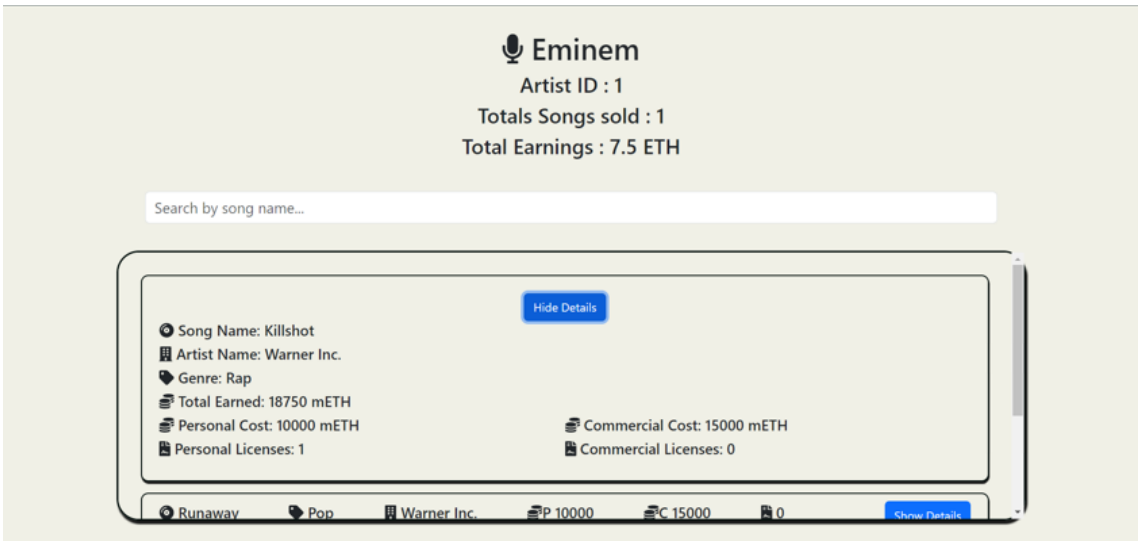 Eminem
Artist ID : 1
Totals Songs sold : 1
Total Earnings : 7.5 ETH
Search by song name...
Hide Details
Song Name: Killshot
Artist Name: Warner Inc.
Genre: Rap
Total Earned: 18750 mETH
Personal Cost: 10000 mETH Commercial Cost: 15000 mETH
Personal Licenses: 1 Commercial Licenses: 0
Runaway Pop Warner Inc. P 10000 C 15000 0 Show Details